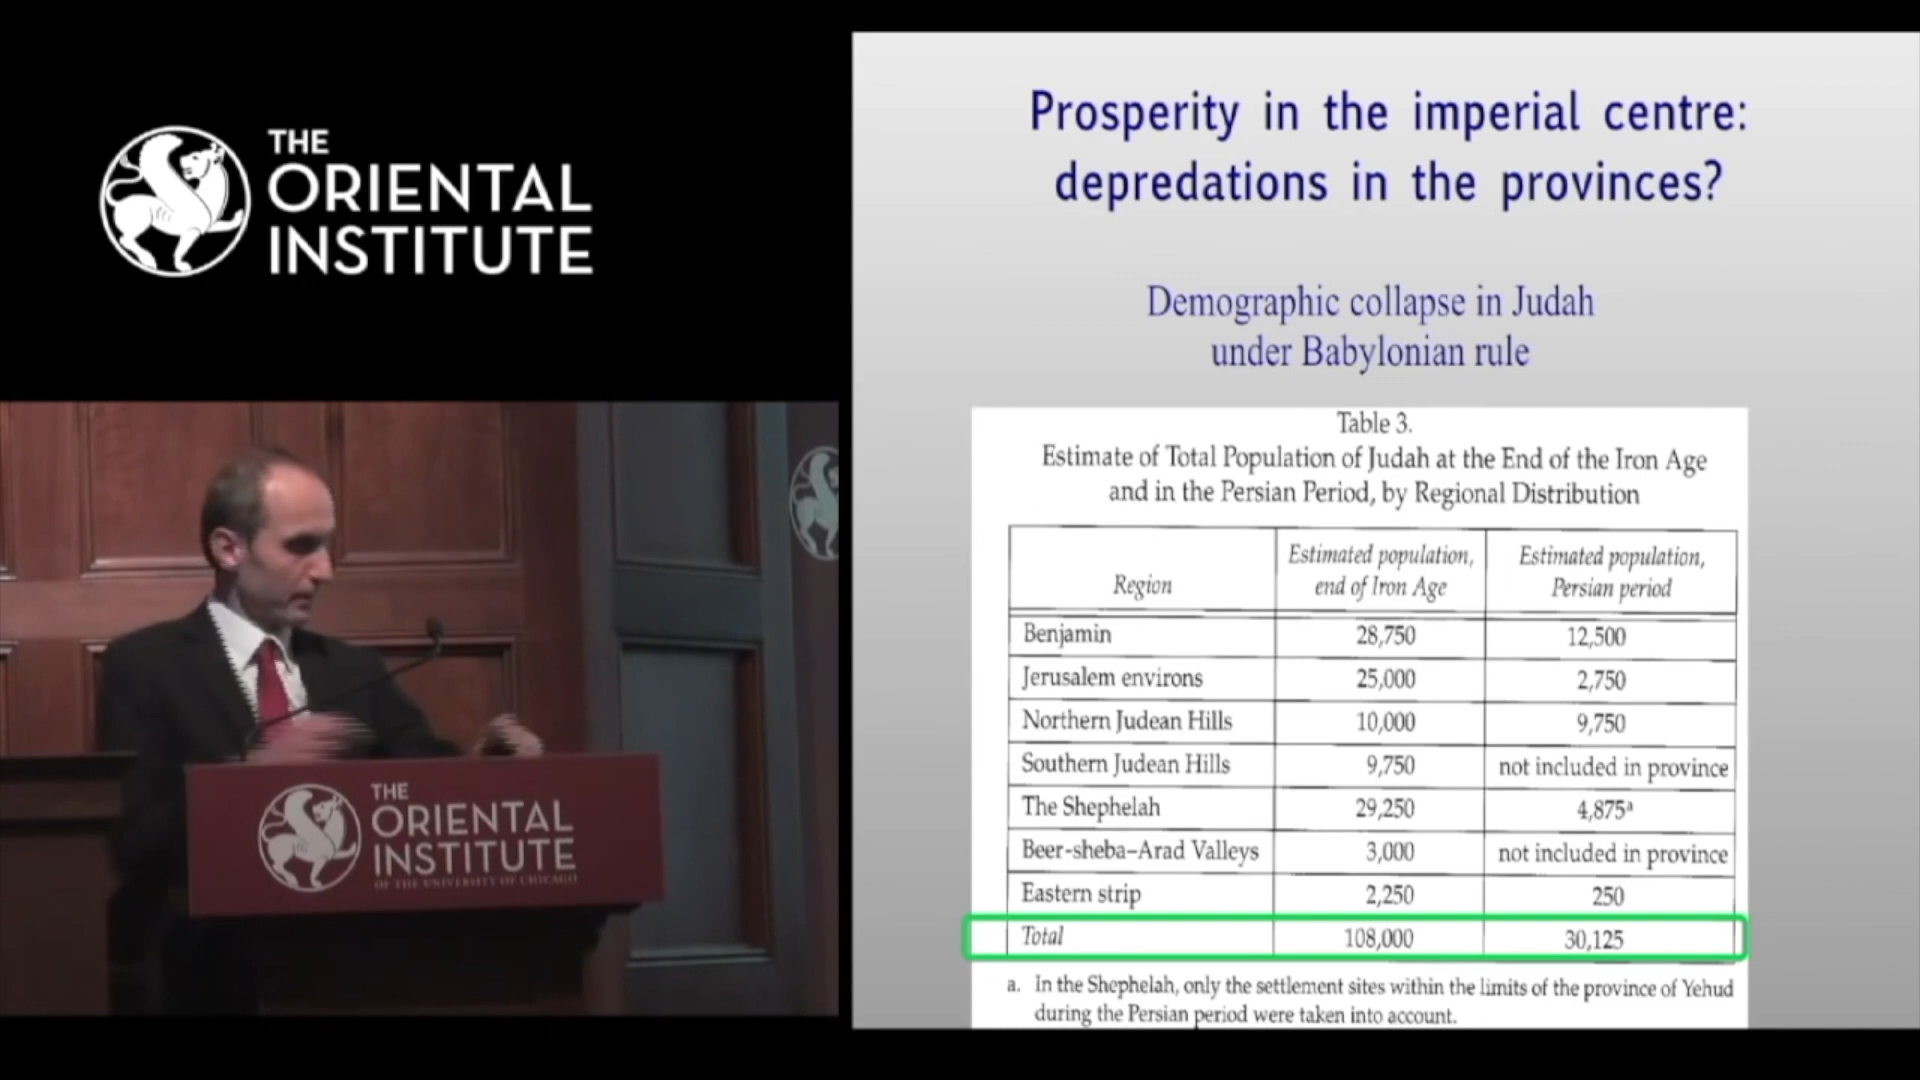 THE
ORIENTAL
INSTITUTE
THE
ORIENTAL
INSTITUTE
OF THE UNIVERSITY OF CHICAGO
Prosperity in the imperial centre:
depredations in the provinces?
Demographic collapse in Judah
under Babylonian rule
Table 3.
Estimate of Total Population of Judah at the End of the Iron Age
and in the Persian Period, by Regional Distribution
Region | Estimated population, end of Iron Age | Estimated population, Persian period
Benjamin | 28,750 | 12,500
Jerusalem environs | 25,000 | 2,750
Northern Judean Hills | 10,000 | 9,750
Southern Judean Hills | 9,750 | not included in province
The Shephelah | 29,250 | 4,875ª
Beer-sheba–Arad Valleys | 3,000 | not included in province
Eastern strip | 2,250 | 250
Total | 108,000 | 30,125
a. In the Shephelah, only the settlement sites within the limits of the province of Yehud
during the Persian period were taken into account.